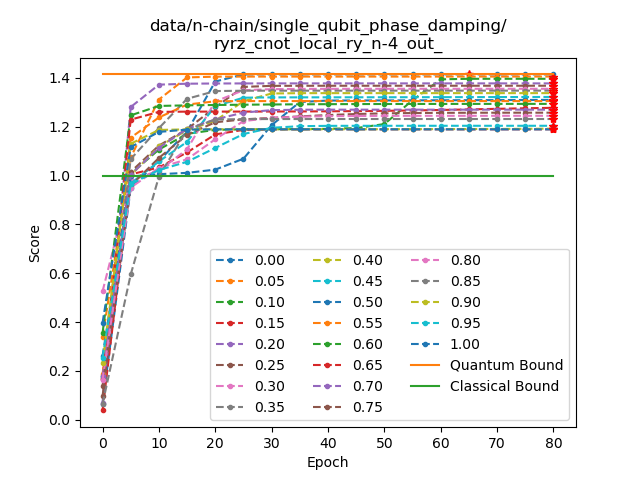 data/n-chain/single_qubit_phase_damping/
ryrz_cnot_local_ry_n-4_out_
Score
1.4
1.2
1.0
0.8
0.6
0.4
0.2
0.0
0.00 0.40 0.80
0.05 0.45 0.85
0.10 0.50 0.90
0.15 0.55 0.95
0.20 0.60 1.00
0.25 0.65 Quantum Bound
0.30 0.70 Classical Bound
0.35 0.75
0 10 20 30 40 50 60 70 80
Epoch